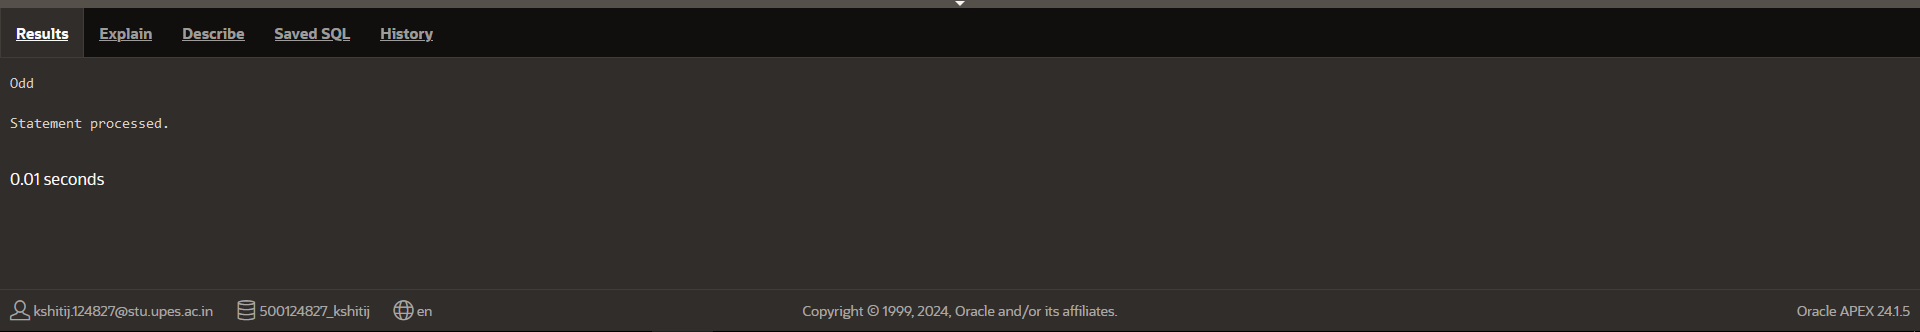 Results Explain Describe Saved SQL History
Odd
Statement processed.
0.01 seconds
kshitij.124827@stu.upes.ac.in 500124827_kshitij en Copyright © 1999, 2024, Oracle and/or its affiliates. Oracle APEX 24.1.5